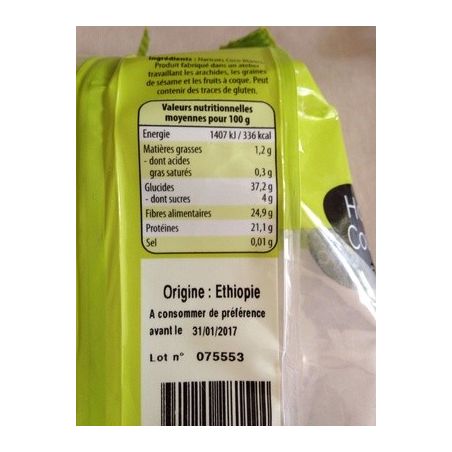 Ingrédients : Haricots Coco Blancs.
Produit fabriqué dans un atelier
travaillant les arachides, les graines
de sésame et les fruits à coque. Peut
contenir des traces de gluten.
Valeurs nutritionnelles
moyennes pour 100 g
Energie 1407 kJ / 336 kcal
Matières grasses 1,2 g
- dont acides
gras saturés 0,3 g
Glucides 37,2 g
- dont sucres 4 g
Fibres alimentaires 24,9 g
Protéines 21,1 g
Sel 0,01 g
Origine : Ethiopie
A consommer de préférence
avant le 31/01/2017
Lot n° 075553
H
Co